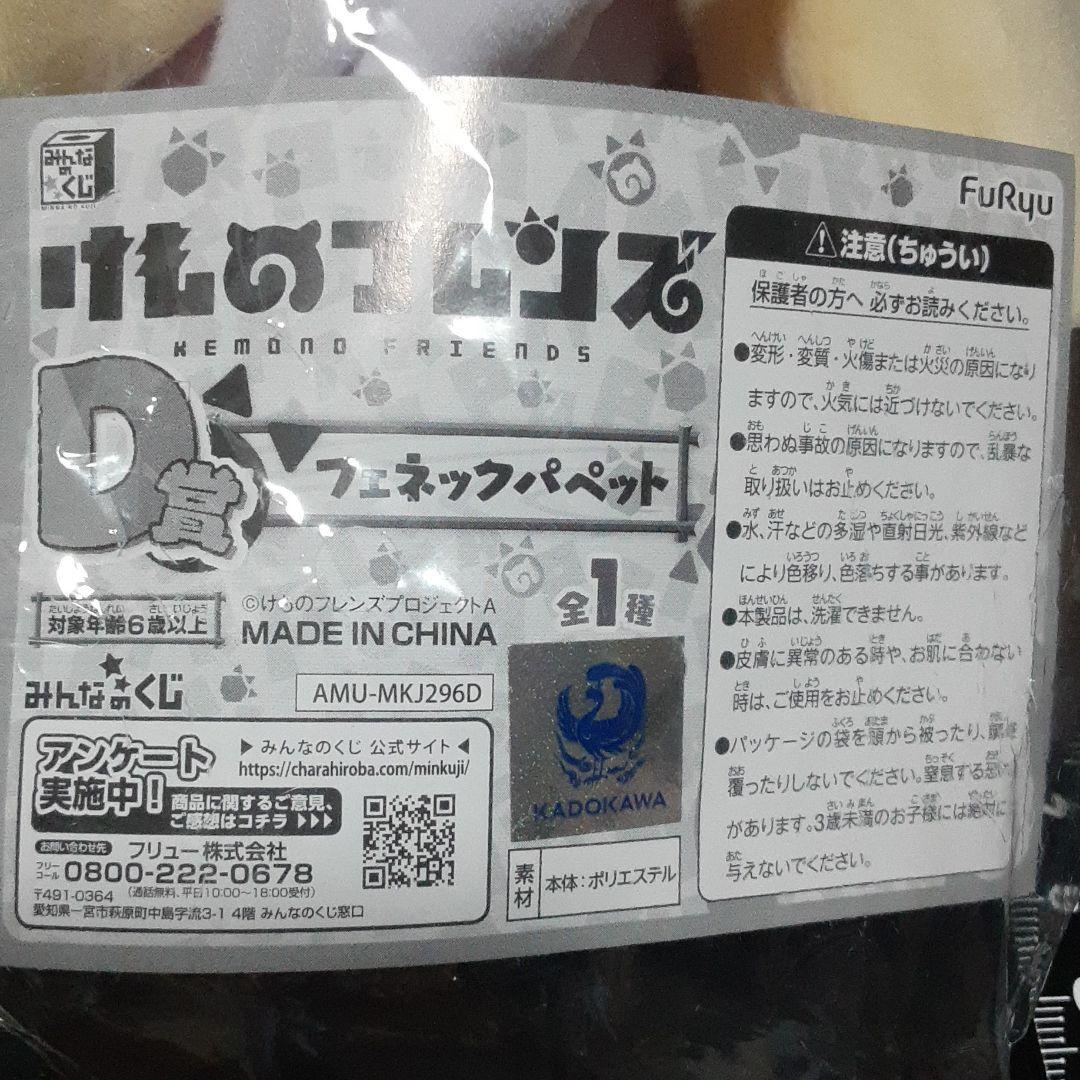 みんなのくじ
MINNA NO KUJI
FuRyu
けものフレンズ
KEMONO FRIENDS
D賞
フェネックパペット
全1種
対象年齢6歳以上
©けものフレンズプロジェクトA
MADE IN CHINA
みんなのくじ
AMU-MKJ296D
アンケート
実施中!
▶みんなのくじ 公式サイト◀
https://charahiroba.com/minkuji/
商品に関するご意見、
ご感想はコチラ▶▶▶
お問い合わせ先 フリュー株式会社
フリーコール 0800-222-0678
(通話無料、平日10:00~18:00受付)
〒491-0364
愛知県一宮市萩原町中島字流3-1 4階 みんなのくじ窓口
KADOKAWA
素材 本体:ポリエステル
注意(ちゅうい)
保護者の方へ 必ずお読みください。
●変形・変質・火傷または火災の原因になり
ますので、火気には近づけないでください。
●思わぬ事故の原因になりますので、乱暴な
取り扱いはお止めください。
●水、汗などの多湿や直射日光、紫外線など
により色移り、色落ちする事があります。
●本製品は、洗濯できません。
●皮膚に異常のある時や、お肌に合わない
時は、ご使用をお止めください。
●パッケージの袋を頭から被ったり、
覆ったりしないでください。窒息する恐れ
があります。3歳未満のお子様には絶対に
与えないでください。